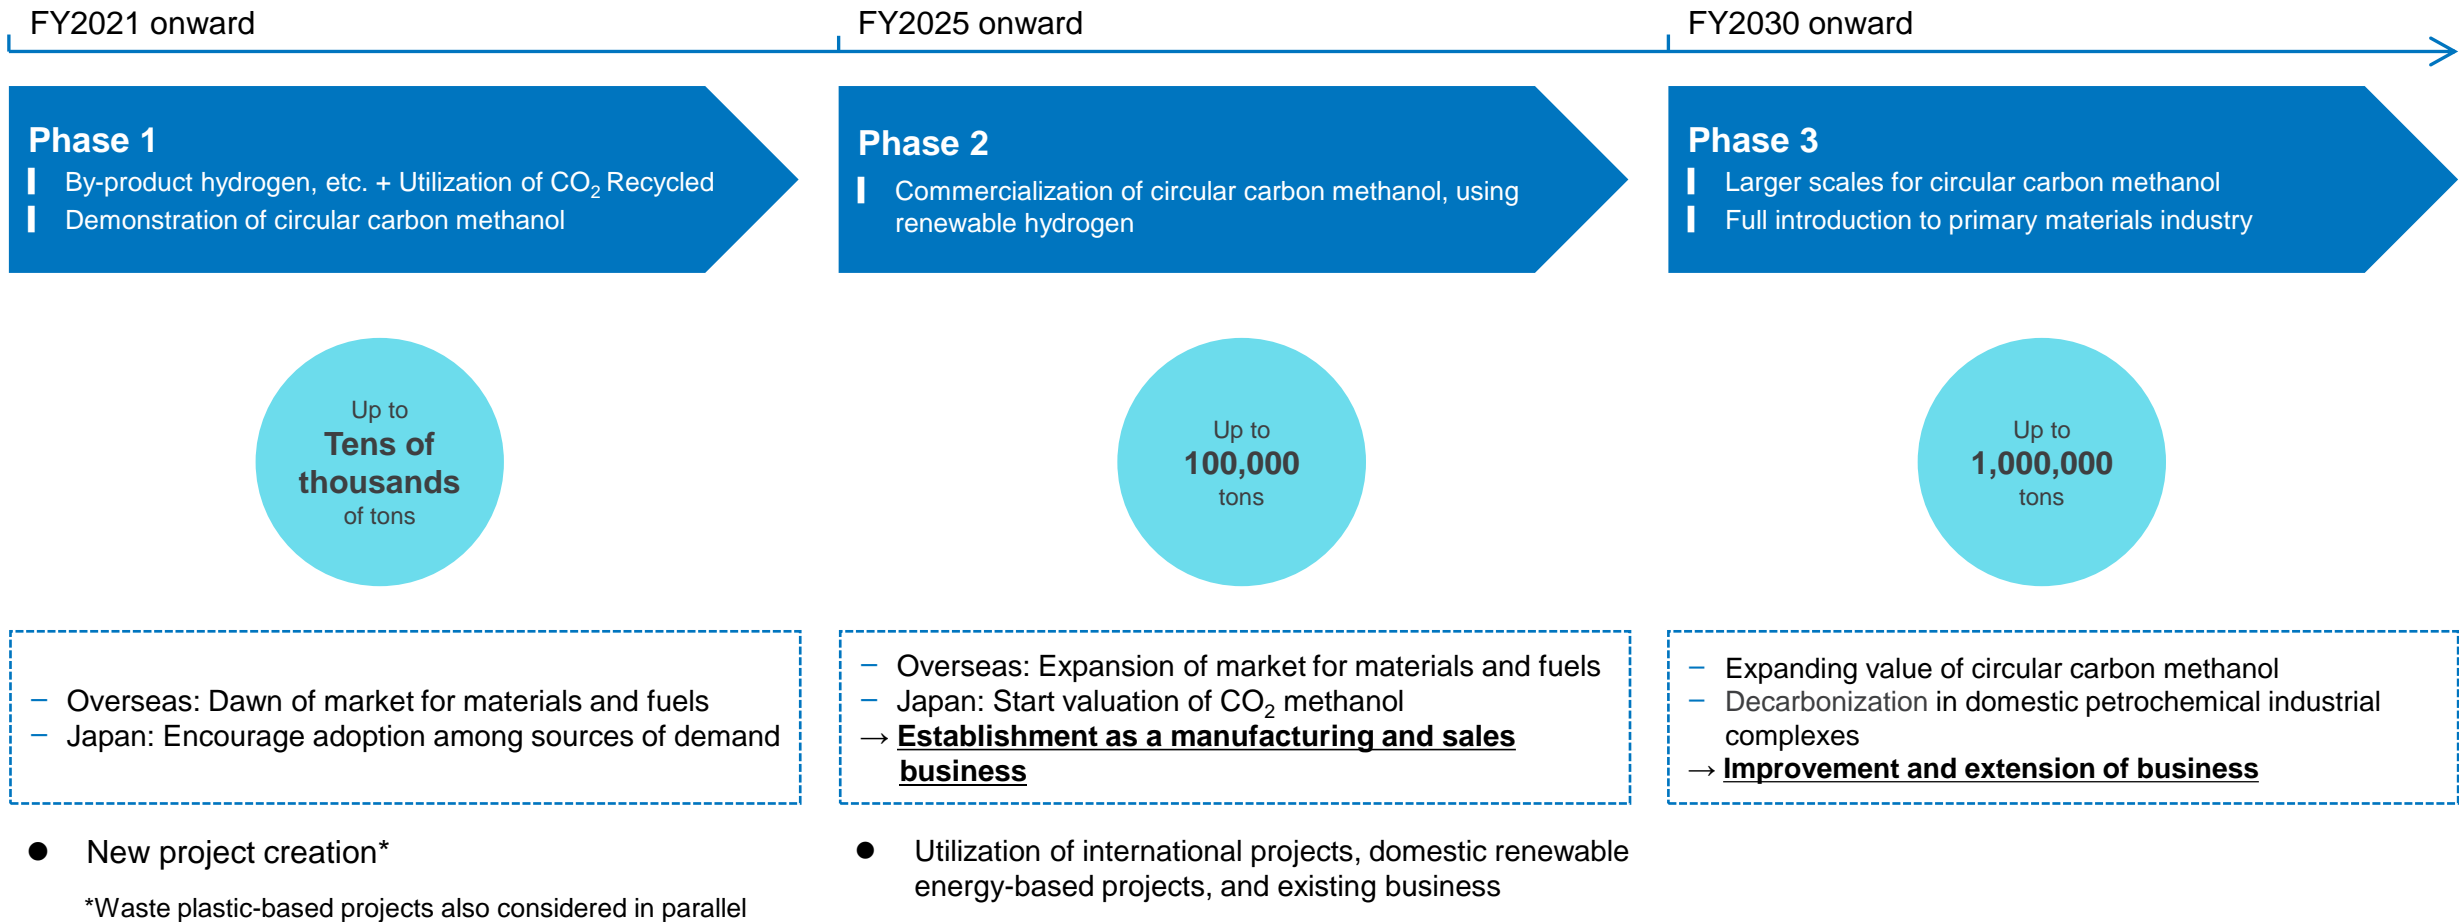 FY2021 onward
FY2025 onward
FY2030 onward
Phase 1
By-product hydrogen, etc. + Utilization of CO₂ Recycled
Demonstration of circular carbon methanol
Phase 2
Commercialization of circular carbon methanol, using
renewable hydrogen
Phase 3
Larger scales for circular carbon methanol
Full introduction to primary materials industry
Up to
Tens of
thousands
of tons
Up to
100,000
tons
Up to
1,000,000
tons
– Overseas: Dawn of market for materials and fuels
– Japan: Encourage adoption among sources of demand
– Overseas: Expansion of market for materials and fuels
– Japan: Start valuation of CO₂ methanol
→ Establishment as a manufacturing and sales
business
– Expanding value of circular carbon methanol
– Decarbonization in domestic petrochemical industrial
complexes
→ Improvement and extension of business
● New project creation*
*Waste plastic-based projects also considered in parallel
● Utilization of international projects, domestic renewable
energy-based projects, and existing business